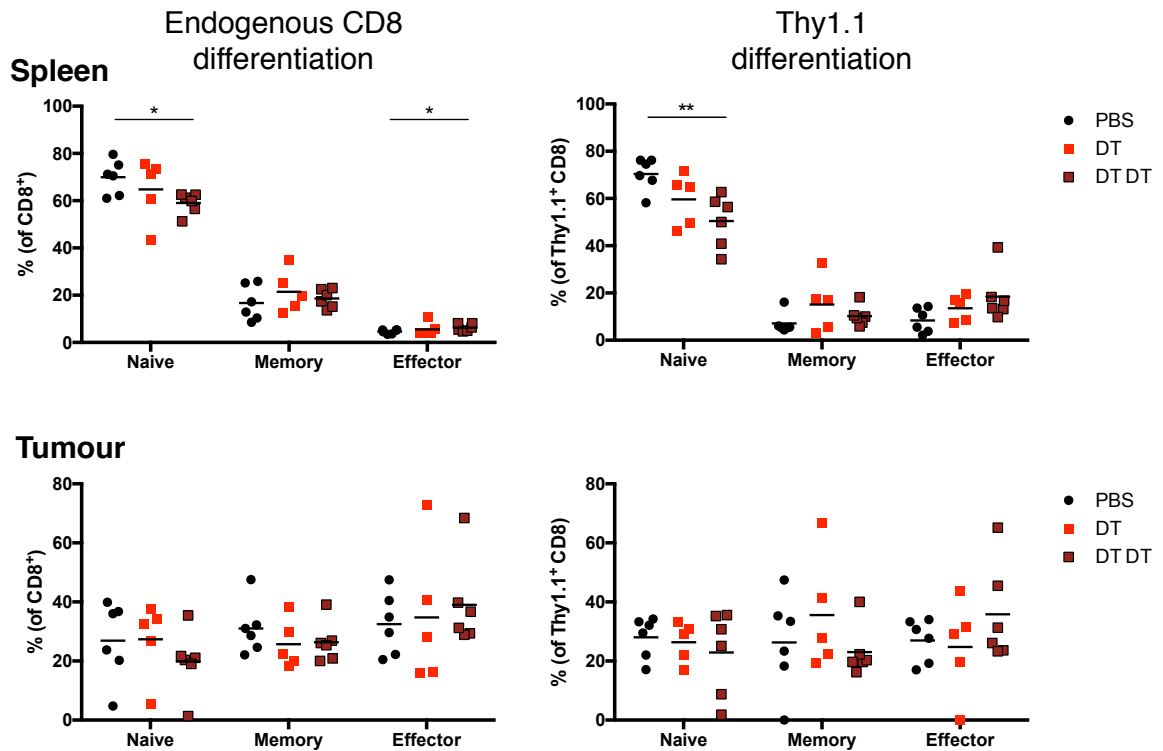 Endogenous CD8
differentiation
Thy1.1
differentiation
Spleen
% (of CD8⁺)
100
80
60
40
20
0
*
*
Naive Memory Effector
% (of Thy1.1⁺ CD8)
100
80
60
40
20
0
**
Naive Memory Effector
PBS
DT
DT DT
Tumour
% (of CD8⁺)
80
60
40
20
0
Naive Memory Effector
% (of Thy1.1⁺ CD8)
80
60
40
20
0
Naive Memory Effector
PBS
DT
DT DT